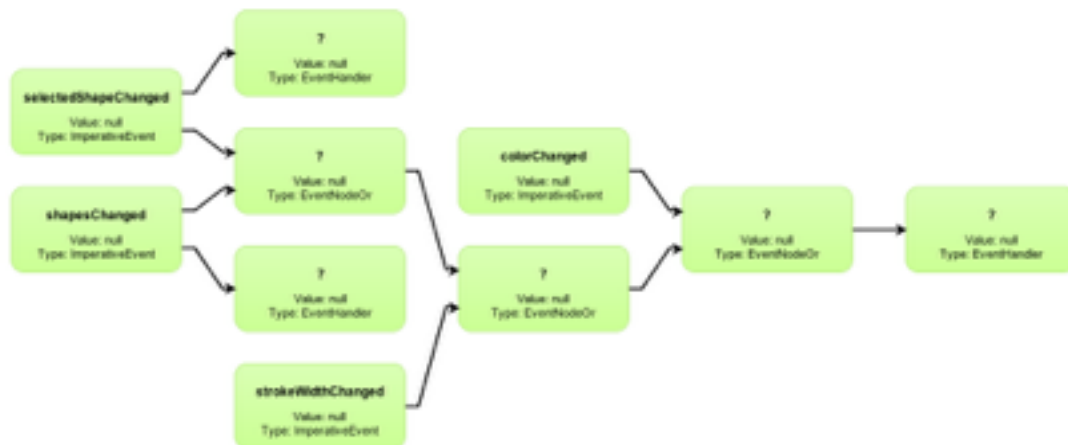 ?
Value: null
Type: EventHandler
selectedShapeChanged
Value: null
Type: ImperativeEvent
?
Value: null
Type: EventNodeOr
colorChanged
Value: null
Type: ImperativeEvent
shapesChanged
Value: null
Type: ImperativeEvent
?
Value: null
Type: EventNodeOr
?
Value: null
Type: EventHandler
?
Value: null
Type: EventHandler
?
Value: null
Type: EventNodeOr
strokeWidthChanged
Value: null
Type: ImperativeEvent